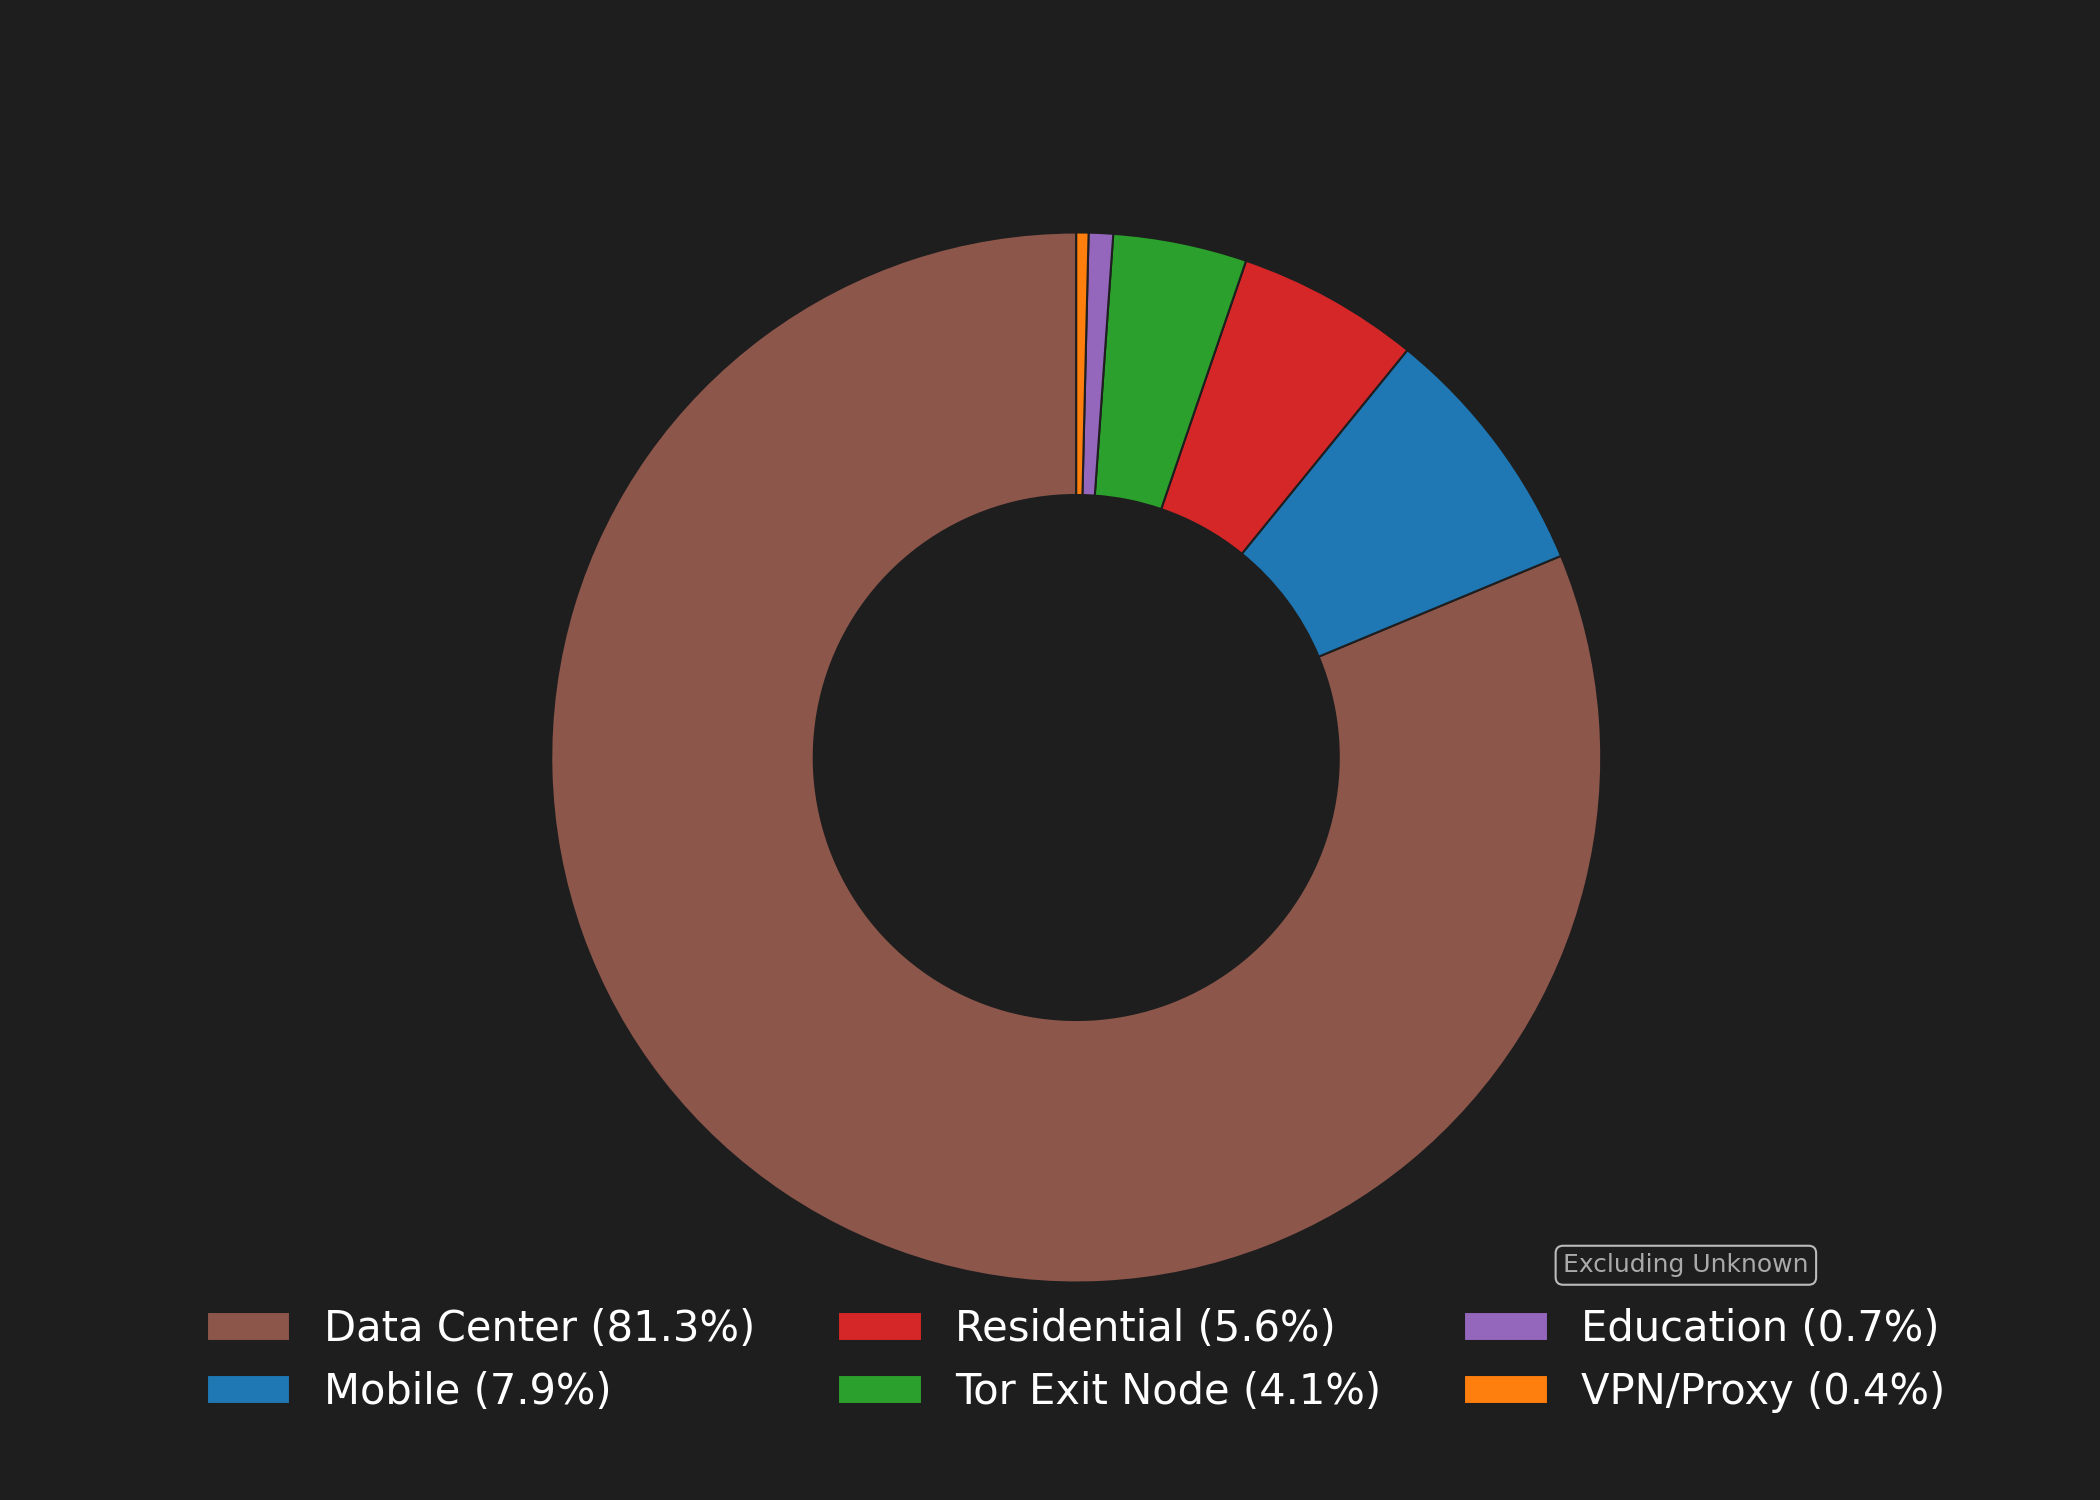 Excluding Unknown
Data Center (81.3%)
Mobile (7.9%)
Residential (5.6%)
Tor Exit Node (4.1%)
Education (0.7%)
VPN/Proxy (0.4%)